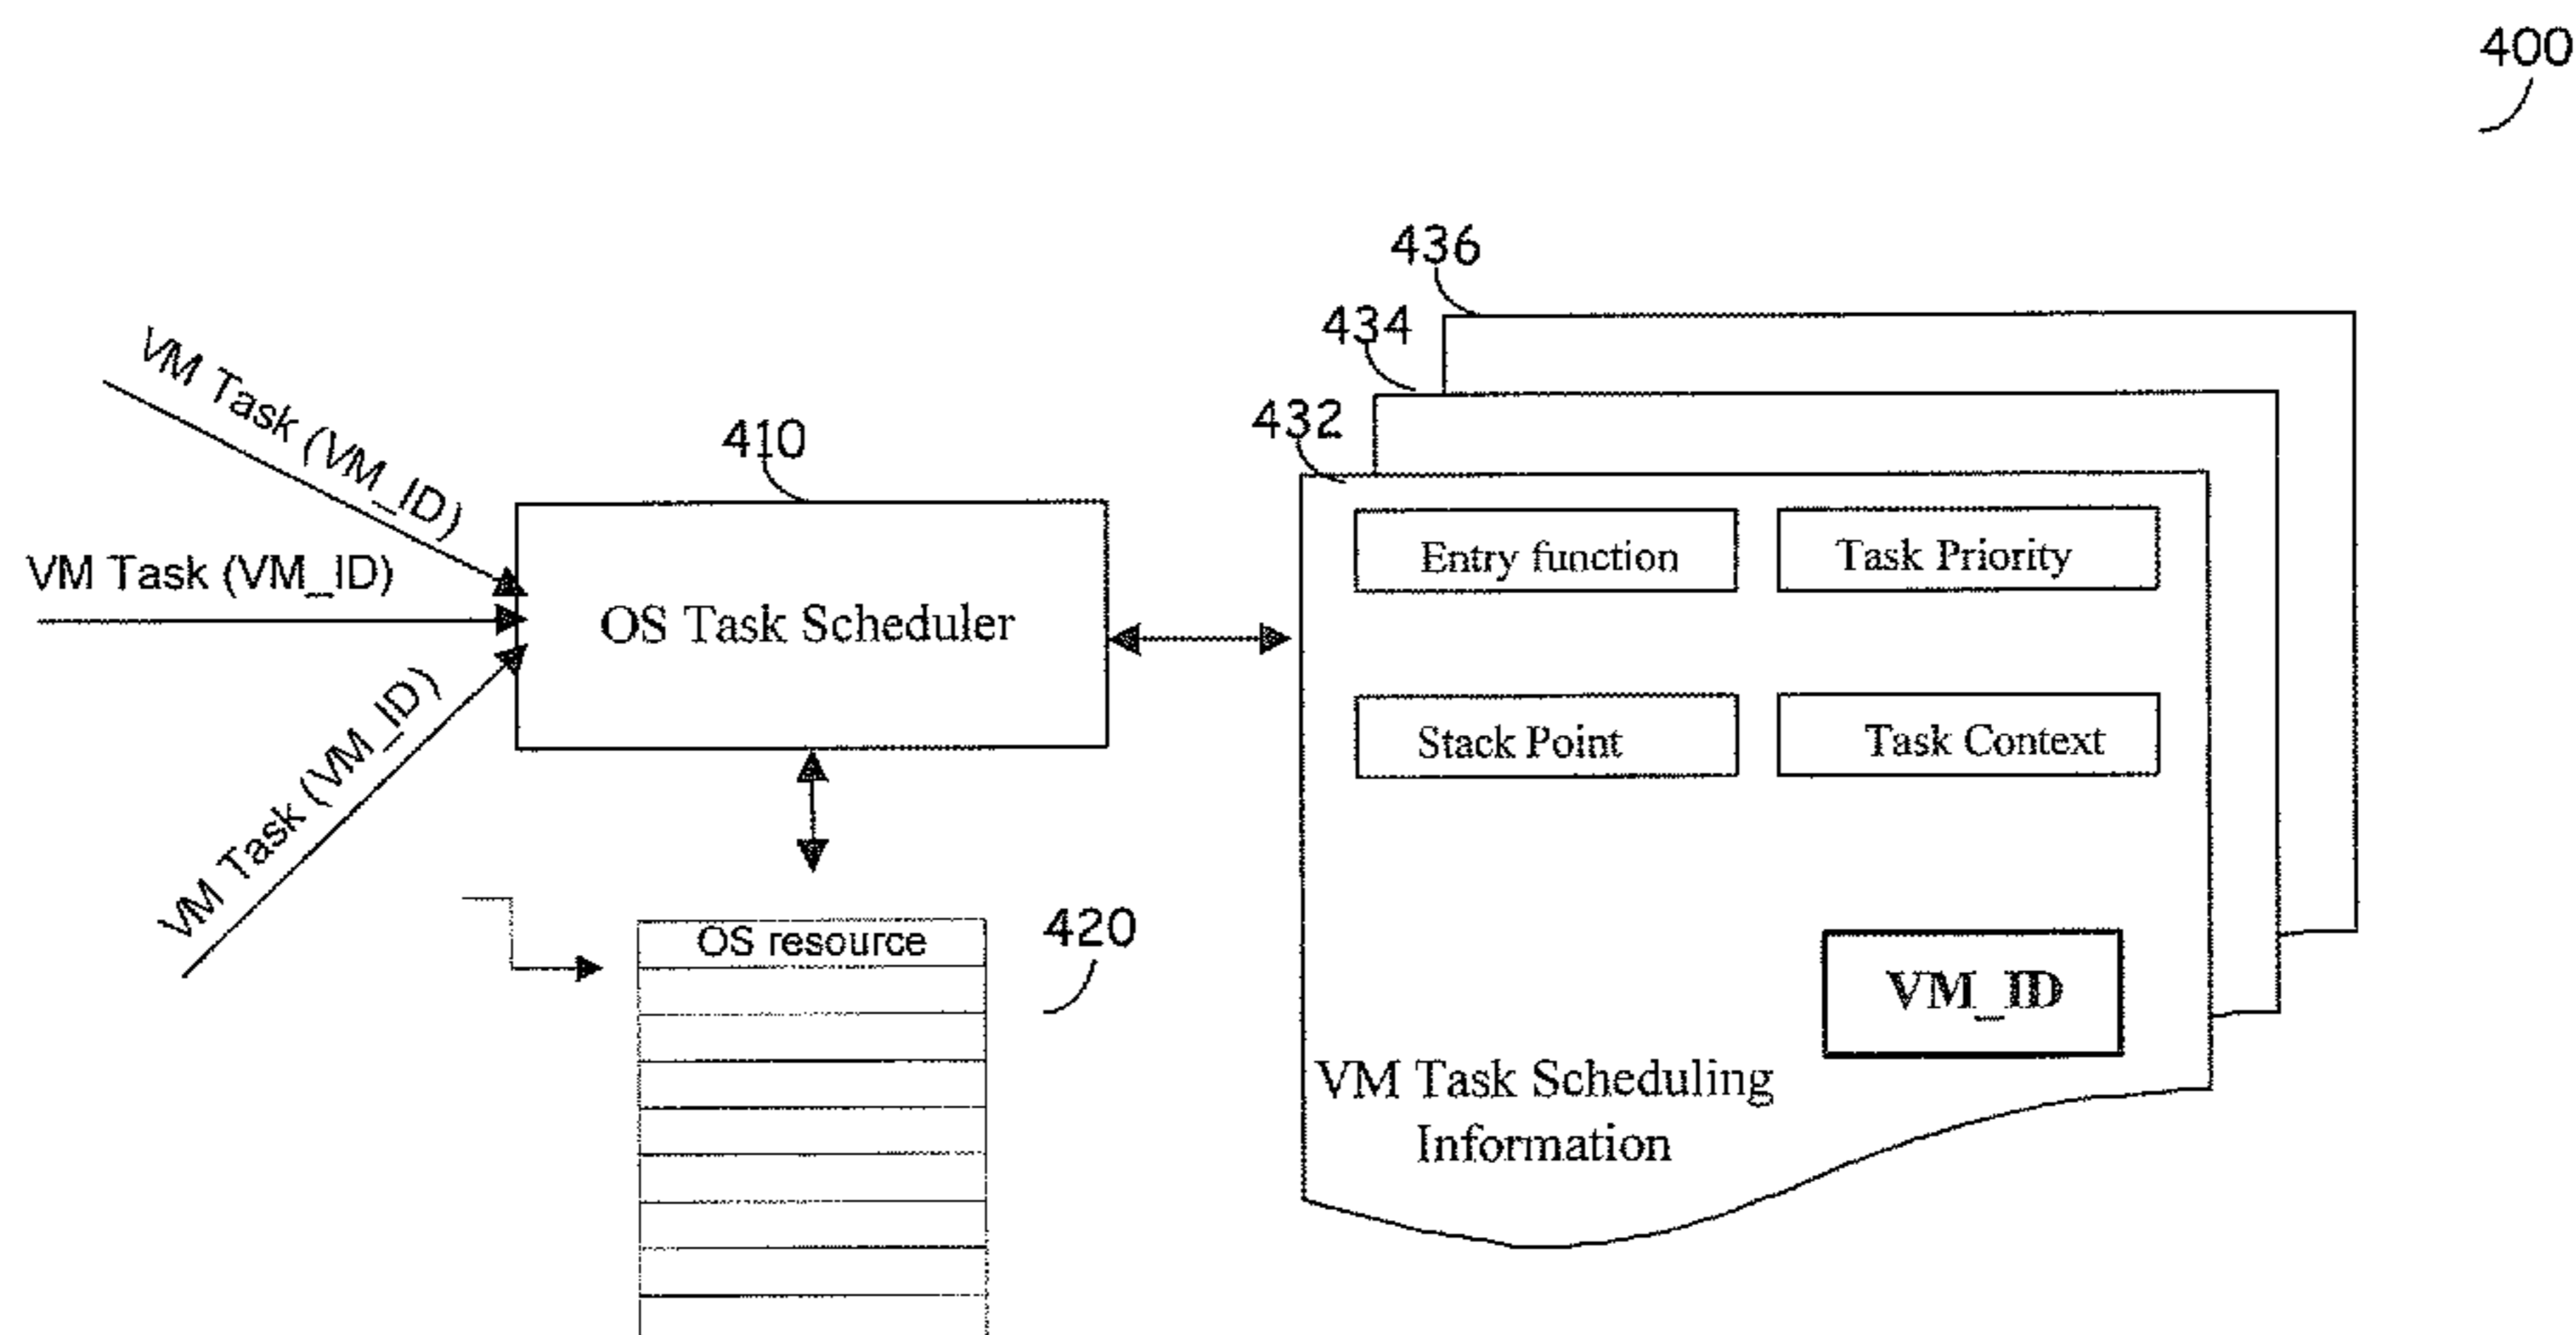 400
436
434
432
410
VM Task (VM_ID)
VM Task (VM_ID)
VM Task (VM_ID)
OS Task Scheduler
Entry function
Task Priority
Stack Point
Task Context
OS resource
420
VM_ID
VM Task Scheduling
Information